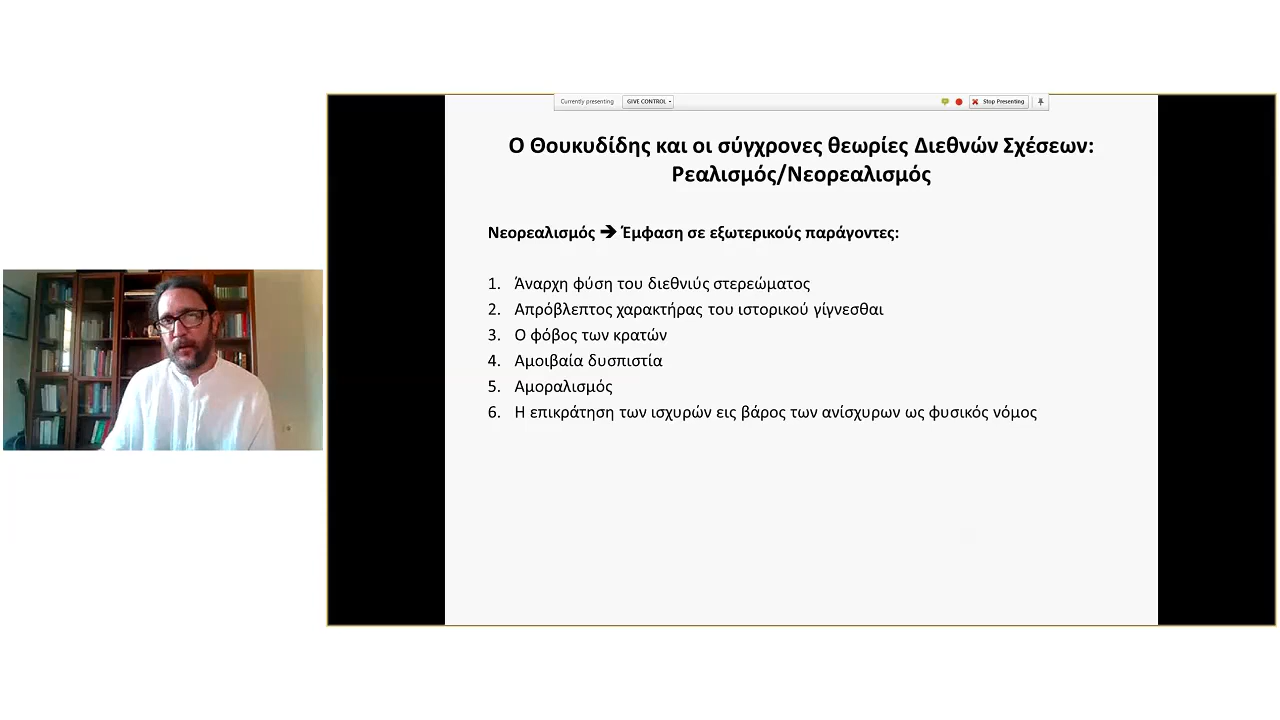 Currently presenting GIVE CONTROL Stop Presenting
Ο Θουκυδίδης και οι σύγχρονες θεωρίες Διεθνών Σχέσεων:
Ρεαλισμός/Νεορεαλισμός
Νεορεαλισμός ➔ Έμφαση σε εξωτερικούς παράγοντες:
1. Άναρχη φύση του διεθνιύς στερεώματος
2. Απρόβλεπτος χαρακτήρας του ιστορικού γίγνεσθαι
3. Ο φόβος των κρατών
4. Αμοιβαία δυσπιστία
5. Αμοραλισμός
6. Η επικράτηση των ισχυρών εις βάρος των ανίσχυρων ως φυσικός νόμος